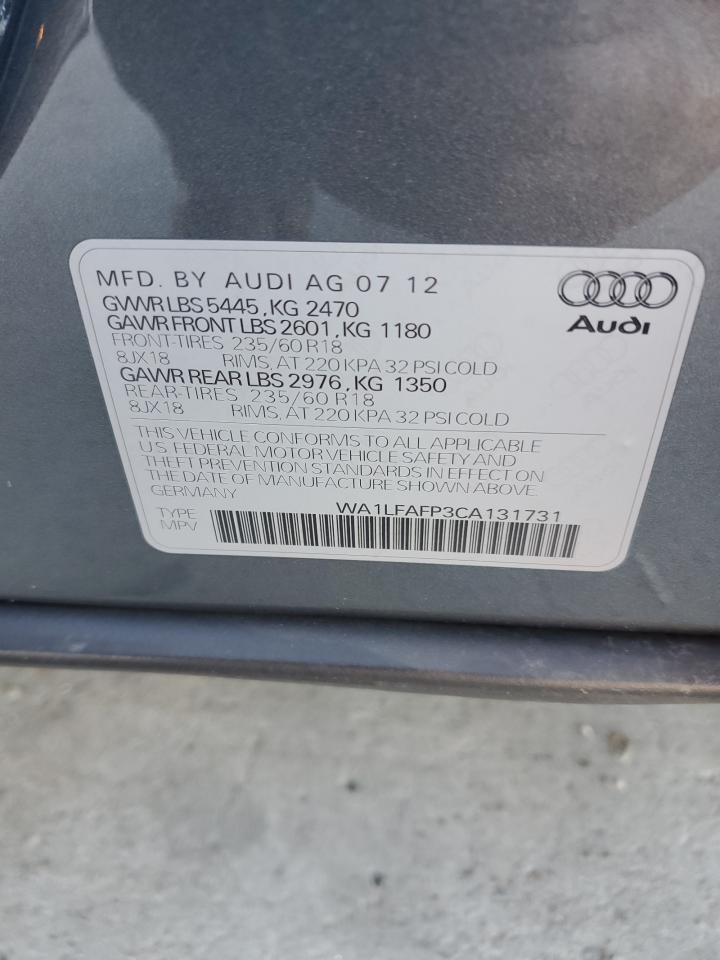 MFD. BY AUDI AG 07 12
GWWR LBS 5445, KG 2470
GAWR FRONT LBS 2601, KG 1180
FRONT-TIRES 235/60 R18
8JX18 RIMS, AT 220 KPA 32 PSI COLD
GAWR REAR LBS 2976, KG 1350
REAR-TIRES 235/60 R18
8JX18 RIMS, AT 220 KPA 32 PSI COLD
Audi
THIS VEHICLE CONFORMS TO ALL APPLICABLE
U.S. FEDERAL MOTOR VEHICLE SAFETY AND
THEFT PREVENTION STANDARDS IN EFFECT ON
THE DATE OF MANUFACTURE SHOWN ABOVE.
GERMANY
TYPE WA1LFAFP3CA131731
MPV